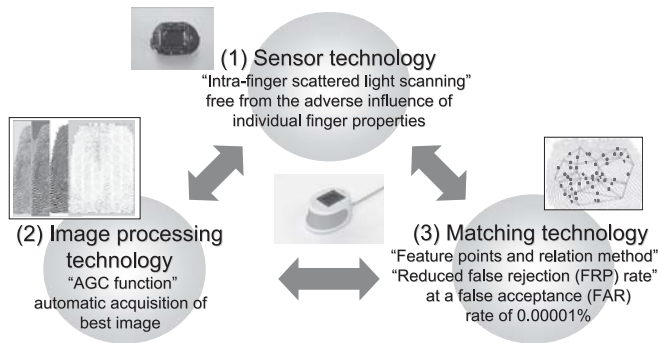 (1) Sensor technology
“Intra-finger scattered light scanning”
free from the adverse influence of
individual finger properties
(2) Image processing
technology
“AGC function”
automatic acquisition of
best image
(3) Matching technology
“Feature points and relation method”
“Reduced false rejection (FRP) rate”
at a false acceptance (FAR)
rate of 0.00001%